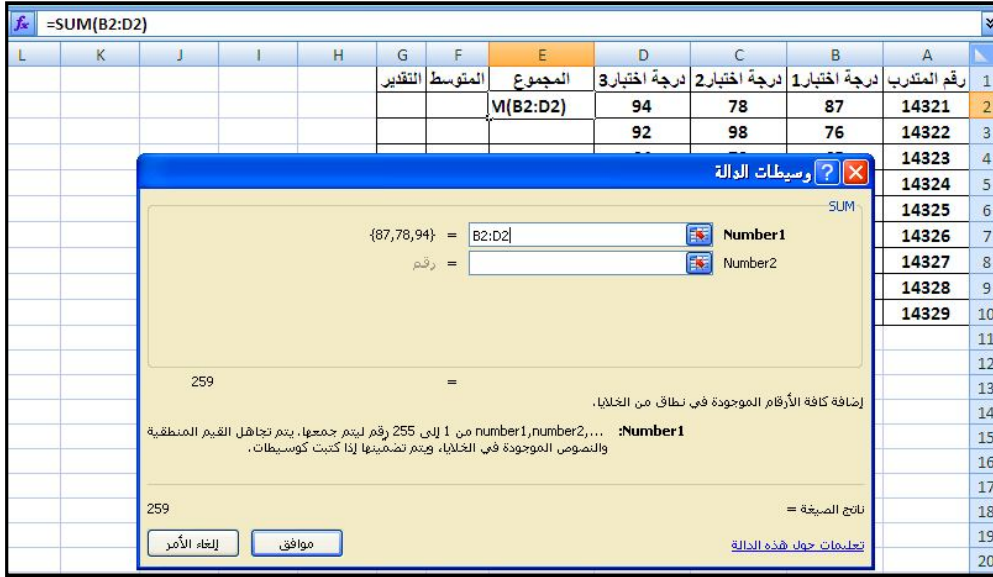 =SUM(B2:D2)
A B C D E F G H I J K L
1 رقم المتدرب درجة اختبار1 درجة اختبار2 درجة اختبار3 المجموع المتوسط التقدير
2 14321 87 78 94 M(B2:D2)
3 14322 76 98 92
4 14323
5 14324
6 14325
7 14326
8 14327
9 14328
10 14329
11
12
13
14
15
16
17
18
19
20
وسيطات الدالة
SUM
Number1 B2:D2 = {87,78,94}
Number2 = رقم
= 259
إضافة كافة الأرقام الموجودة في نطاق من الخلايا.
Number1: number1,number2,... من 1 إلى 255 رقم ليتم جمعها. يتم تجاهل القيم المنطقية
والنصوص الموجودة في الخلايا، ويتم تضمينها إذا كتبت كوسيطات.
ناتج الصيغة = 259
تعليمات حول هذه الدالة موافق إلغاء الأمر